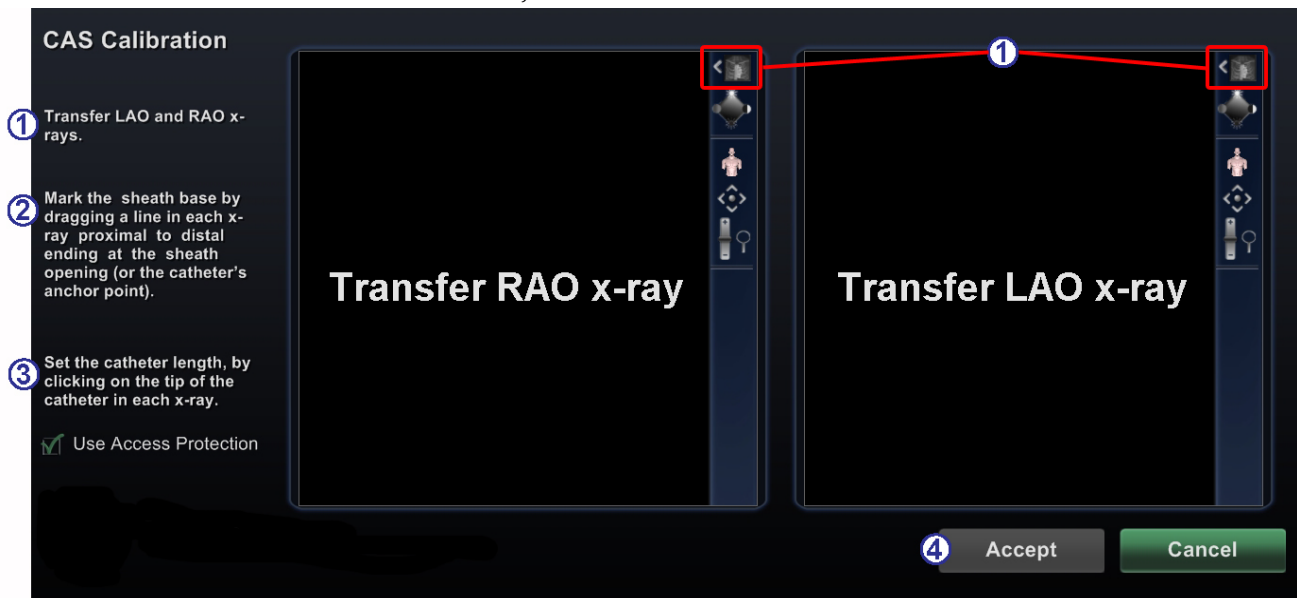 CAS Calibration
1
1
Transfer LAO and RAO x-
rays.
2
Mark the sheath base by
dragging a line in each x-
ray proximal to distal
ending at the sheath
opening (or the catheter's
anchor point).
Transfer RAO x-ray
Transfer LAO x-ray
3
Set the catheter length, by
clicking on the tip of the
catheter in each x-ray.
Use Access Protection
4
Accept
Cancel